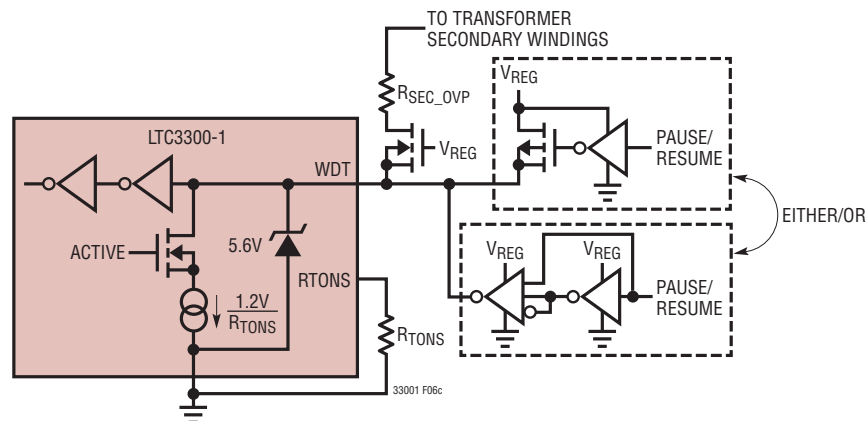 TO TRANSFORMER
SECONDARY WINDINGS
RSEC_OVP
VREG
VREG
PAUSE/
RESUME
LTC3300-1
WDT
ACTIVE
5.6V
RTONS
1.2V
RTONS
RTONS
EITHER/OR
VREG
VREG
PAUSE/
RESUME
33001 F06c